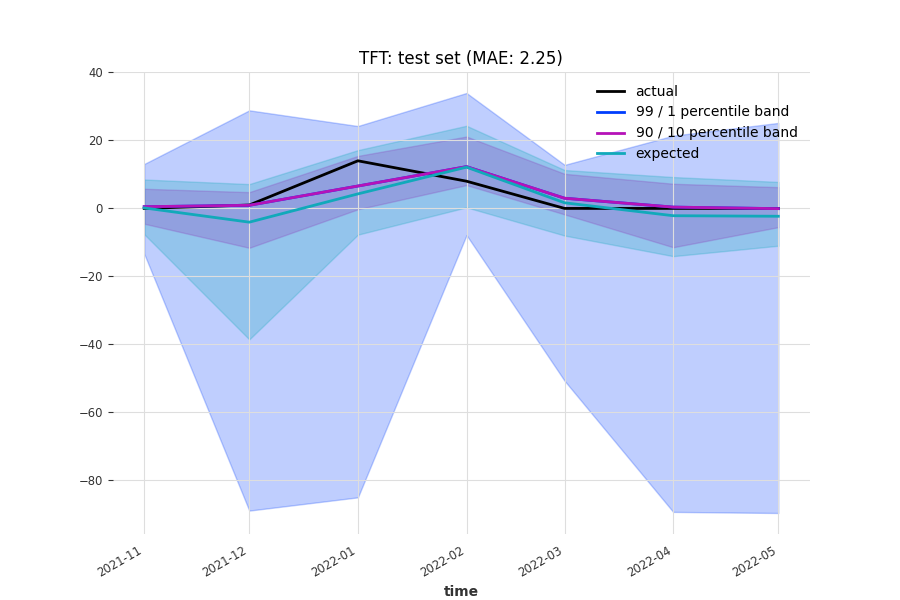 TFT: test set (MAE: 2.25)
40
20
0
−20
−40
−60
−80
actual
99 / 1 percentile band
90 / 10 percentile band
expected
2021-11
2021-12
2022-01
2022-02
2022-03
2022-04
2022-05
time